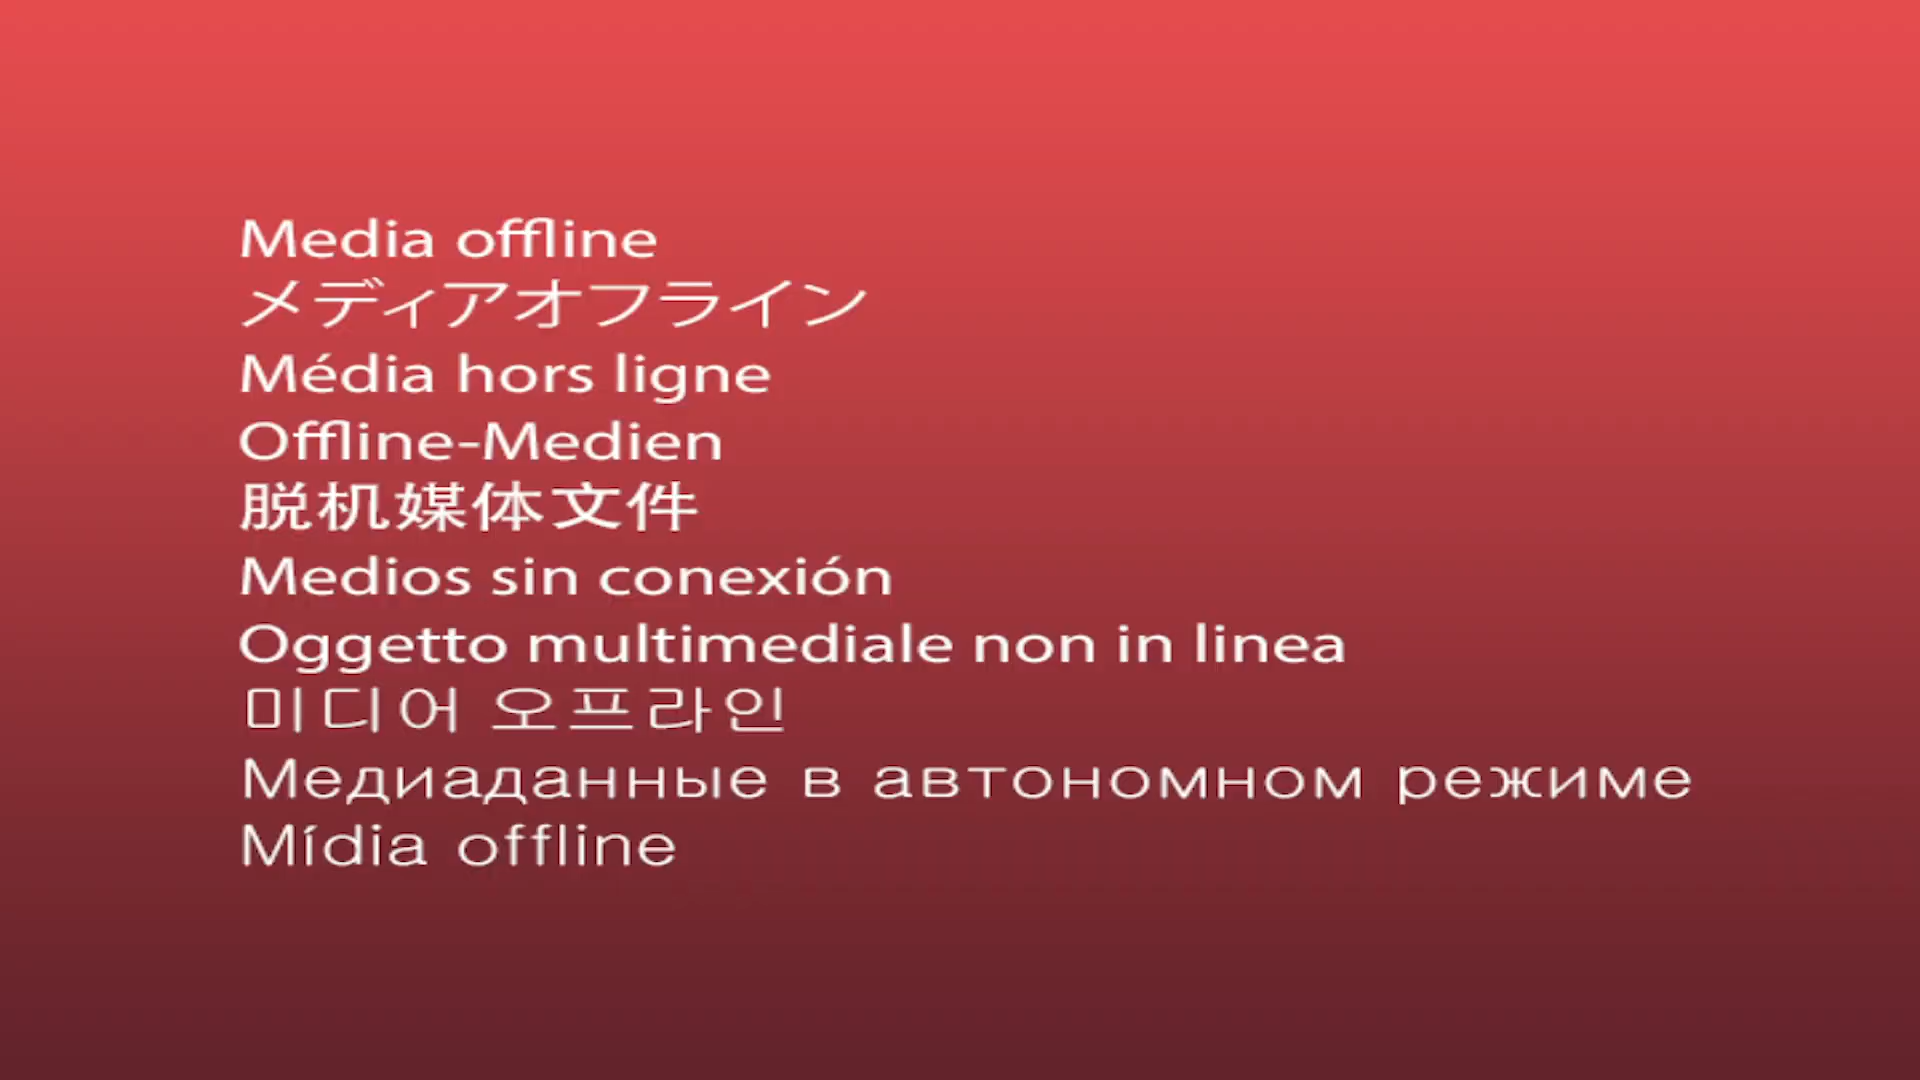 Media offline
メディアオフライン
Média hors ligne
Offline-Medien
脱机媒体文件
Medios sin conexión
Oggetto multimediale non in linea
미디어 오프라인
Медиаданные в автономном режиме
Mídia offline